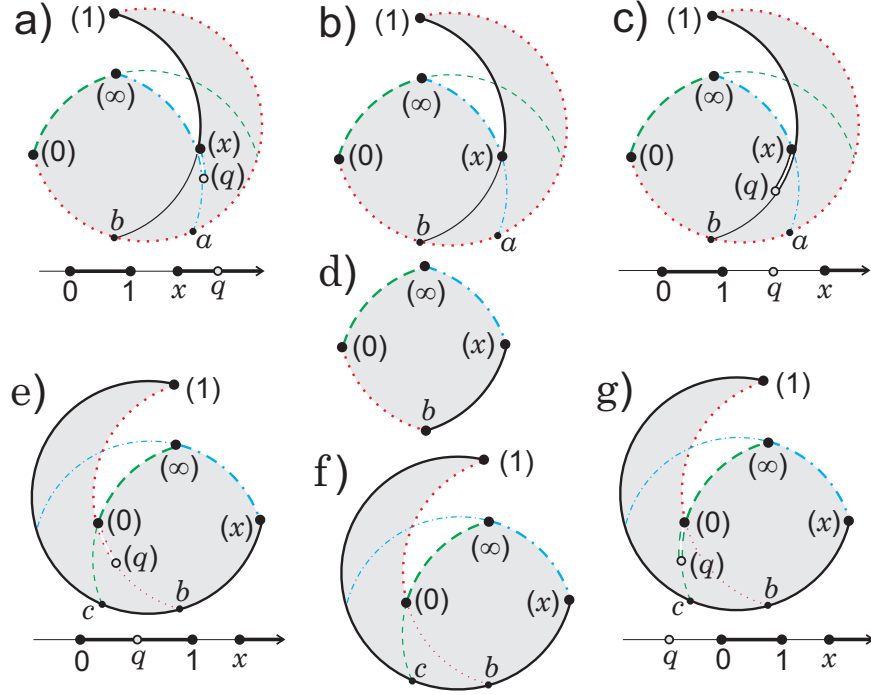 a)
(1)
(∞)
(0)
(x)
(q)
b
a
0 1 x q
b)
(1)
(∞)
(0)
(x)
b
a
c)
(1)
(∞)
(0)
(x)
(q)
b
a
0 1 q x
d)
(∞)
(0)
(x)
b
e)
(1)
(∞)
(0)
(x)
(q)
c
b
0 q 1 x
f)
(1)
(∞)
(0)
(x)
c
b
g)
(1)
(∞)
(0)
(x)
(q)
c
b
q 0 1 x